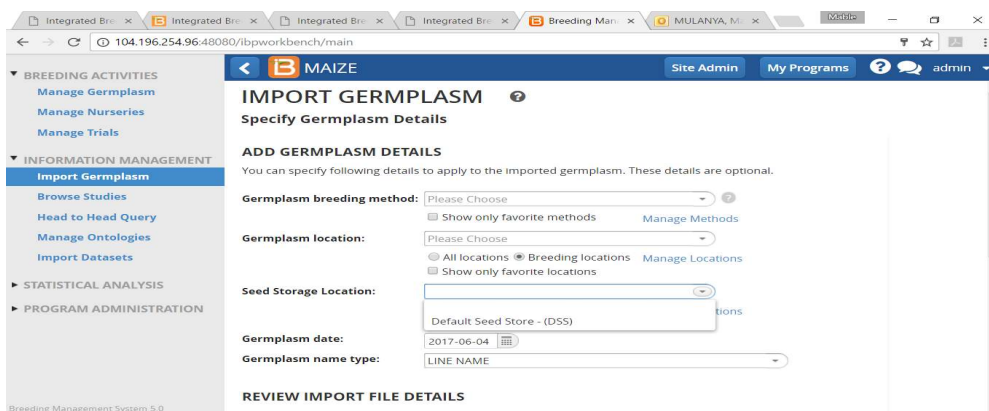 Integrated Bre
Integrated Bre
Integrated Bre
Integrated Bre
Breeding Man
MULANYA, M
104.196.254.96:48080/ibpworkbench/main
BREEDING ACTIVITIES
Manage Germplasm
Manage Nurseries
Manage Trials
INFORMATION MANAGEMENT
Import Germplasm
Browse Studies
Head to Head Query
Manage Ontologies
Import Datasets
STATISTICAL ANALYSIS
PROGRAM ADMINISTRATION
Breeding Management System 5.0
MAIZE
Site Admin
My Programs
admin
IMPORT GERMPLASM
Specify Germplasm Details
ADD GERMPLASM DETAILS
You can specify following details to apply to the imported germplasm. These details are optional.
Germplasm breeding method: Please Choose
Show only favorite methods Manage Methods
Germplasm location: Please Choose
All locations Breeding locations Manage Locations
Show only favorite locations
Seed Storage Location:
tions
Default Seed Store - (DSS)
Germplasm date: 2017-06-04
Germplasm name type: LINE NAME
REVIEW IMPORT FILE DETAILS